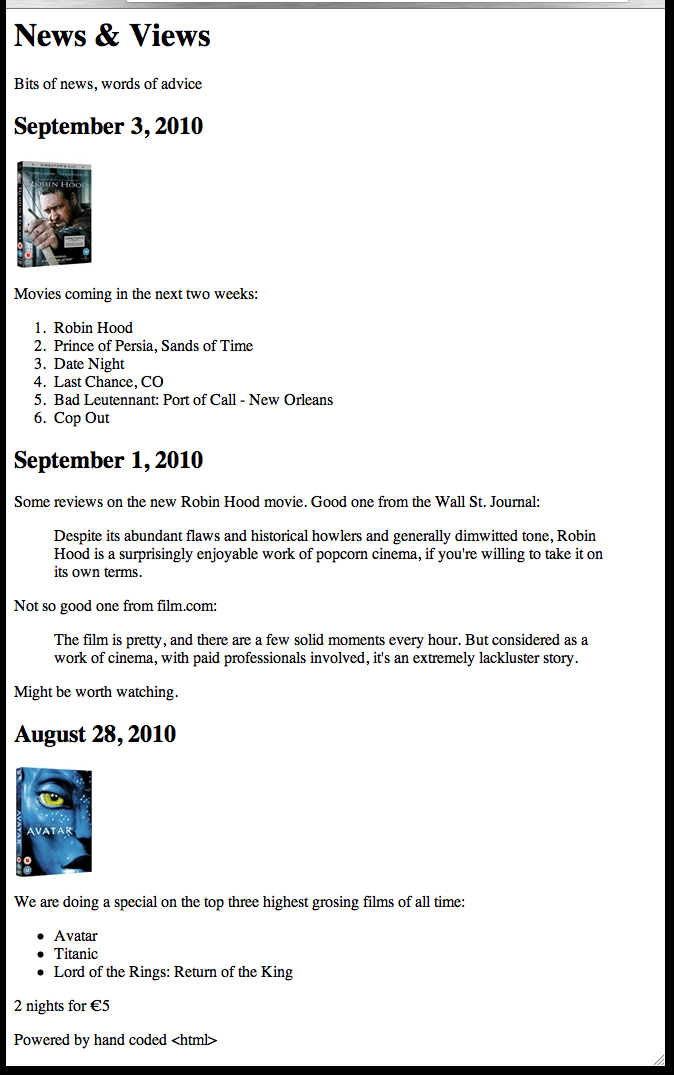 News & Views
Bits of news, words of advice
September 3, 2010
ROBIN HOOD
Movies coming in the next two weeks:
1. Robin Hood
2. Prince of Persia, Sands of Time
3. Date Night
4. Last Chance, CO
5. Bad Leutennant: Port of Call - New Orleans
6. Cop Out
September 1, 2010
Some reviews on the new Robin Hood movie. Good one from the Wall St. Journal:
Despite its abundant flaws and historical howlers and generally dimwitted tone, Robin
Hood is a surprisingly enjoyable work of popcorn cinema, if you're willing to take it on
its own terms.
Not so good one from film.com:
The film is pretty, and there are a few solid moments every hour. But considered as a
work of cinema, with paid professionals involved, it's an extremely lackluster story.
Might be worth watching.
August 28, 2010
AVATAR
AVATAR
We are doing a special on the top three highest grosing films of all time:
• Avatar
• Titanic
• Lord of the Rings: Return of the King
2 nights for €5
Powered by hand coded <html>